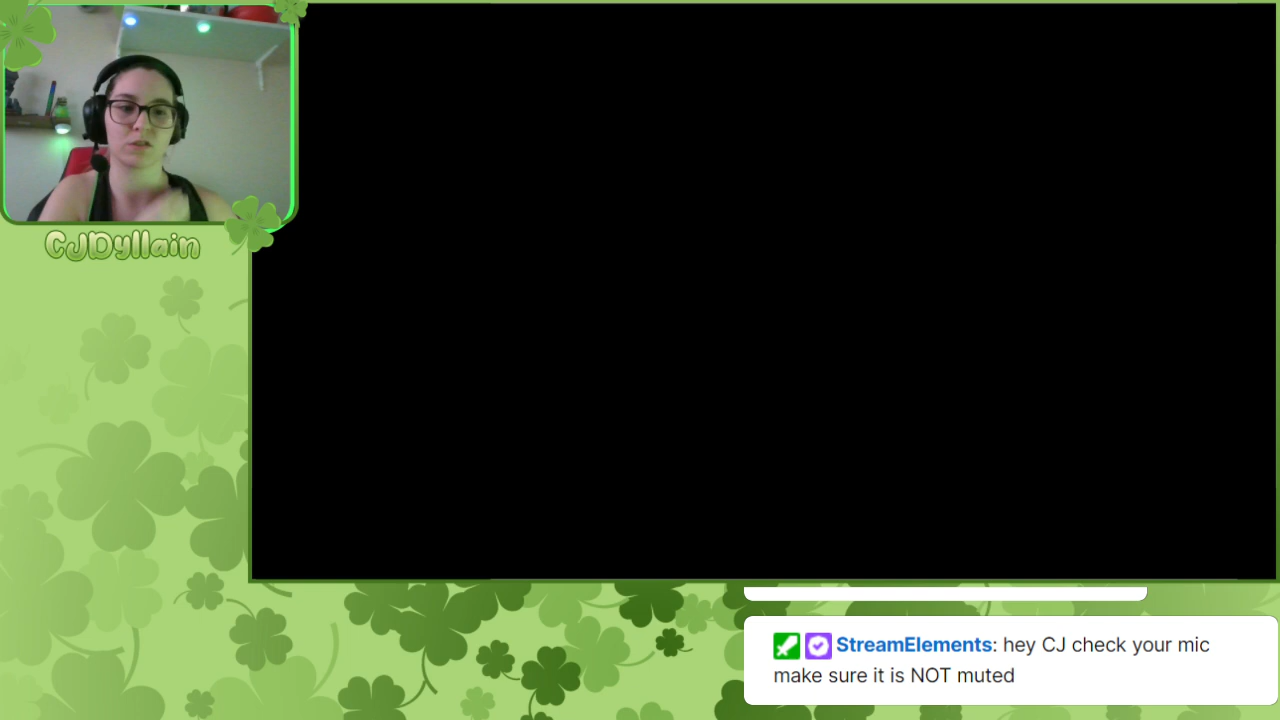 CJDyllain
StreamElements: hey CJ check your mic
make sure it is NOT muted